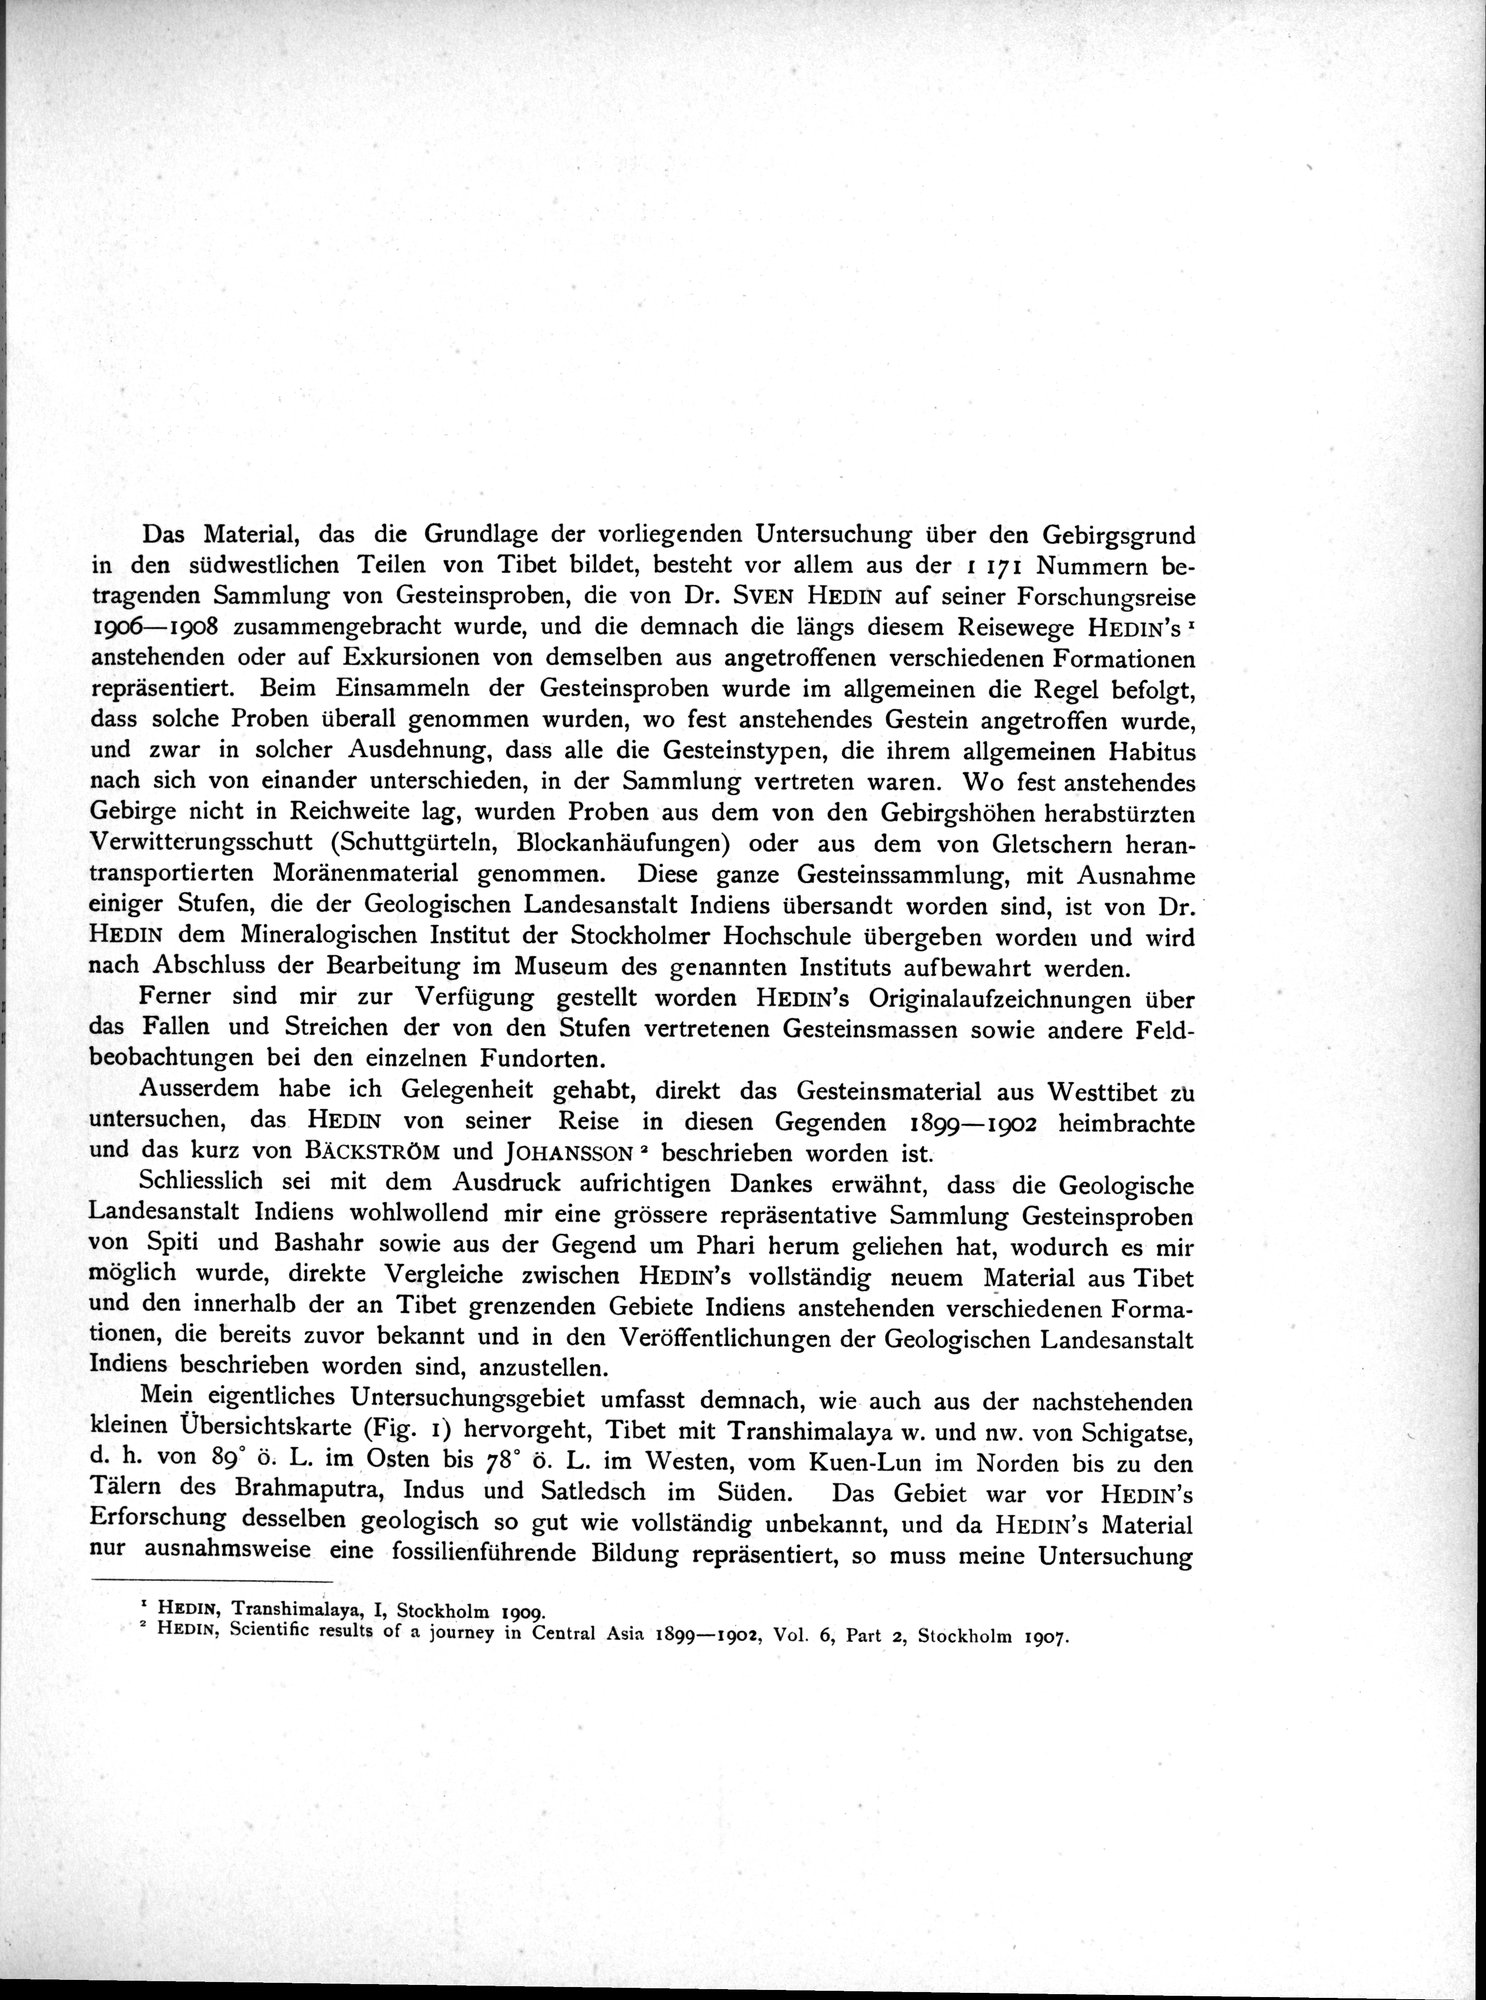 Das Material, das die Grundlage der vorliegenden Untersuchung über den Gebirgsgrund
in den südwestlichen Teilen von Tibet bildet, besteht vor allem aus der 1 171 Nummern be-
tragenden Sammlung von Gesteinsproben, die von Dr. SVEN HEDIN auf seiner Forschungsreise
1906—1908 zusammengebracht wurde, und die demnach die längs diesem Reisewege HEDIN's ¹
anstehenden oder auf Exkursionen von demselben aus angetroffenen verschiedenen Formationen
repräsentiert. Beim Einsammeln der Gesteinsproben wurde im allgemeinen die Regel befolgt,
dass solche Proben überall genommen wurden, wo fest anstehendes Gestein angetroffen wurde,
und zwar in solcher Ausdehnung, dass alle die Gesteinstypen, die ihrem allgemeinen Habitus
nach sich von einander unterschieden, in der Sammlung vertreten waren. Wo fest anstehendes
Gebirge nicht in Reichweite lag, wurden Proben aus dem von den Gebirgshöhen herabstürzten
Verwitterungsschutt (Schuttgürteln, Blockanhäufungen) oder aus dem von Gletschern heran-
transportierten Moränenmaterial genommen. Diese ganze Gesteinssammlung, mit Ausnahme
einiger Stufen, die der Geologischen Landesanstalt Indiens übersandt worden sind, ist von Dr.
HEDIN dem Mineralogischen Institut der Stockholmer Hochschule übergeben worden und wird
nach Abschluss der Bearbeitung im Museum des genannten Instituts aufbewahrt werden.
Ferner sind mir zur Verfügung gestellt worden HEDIN's Originalaufzeichnungen über
das Fallen und Streichen der von den Stufen vertretenen Gesteinsmassen sowie andere Feld-
beobachtungen bei den einzelnen Fundorten.
Ausserdem habe ich Gelegenheit gehabt, direkt das Gesteinsmaterial aus Westtibet zu
untersuchen, das HEDIN von seiner Reise in diesen Gegenden 1899—1902 heimbrachte
und das kurz von BÄCKSTRÖM und JOHANSSON ² beschrieben worden ist.
Schliesslich sei mit dem Ausdruck aufrichtigen Dankes erwähnt, dass die Geologische
Landesanstalt Indiens wohlwollend mir eine grössere repräsentative Sammlung Gesteinsproben
von Spiti und Bashahr sowie aus der Gegend um Phari herum geliehen hat, wodurch es mir
möglich wurde, direkte Vergleiche zwischen HEDIN's vollständig neuem Material aus Tibet
und den innerhalb der an Tibet grenzenden Gebiete Indiens anstehenden verschiedenen Forma-
tionen, die bereits zuvor bekannt und in den Veröffentlichungen der Geologischen Landesanstalt
Indiens beschrieben worden sind, anzustellen.
Mein eigentliches Untersuchungsgebiet umfasst demnach, wie auch aus der nachstehenden
kleinen Übersichtskarte (Fig. 1) hervorgeht, Tibet mit Transhimalaya w. und nw. von Schigatse,
d. h. von 89° ö. L. im Osten bis 78° ö. L. im Westen, vom Kuen-Lun im Norden bis zu den
Tälern des Brahmaputra, Indus und Satledsch im Süden. Das Gebiet war vor HEDIN's
Erforschung desselben geologisch so gut wie vollständig unbekannt, und da HEDIN's Material
nur ausnahmsweise eine fossilienführende Bildung repräsentiert, so muss meine Untersuchung
¹ HEDIN, Transhimalaya, I, Stockholm 1909.
² HEDIN, Scientific results of a journey in Central Asia 1899—1902, Vol. 6, Part 2, Stockholm 1907.